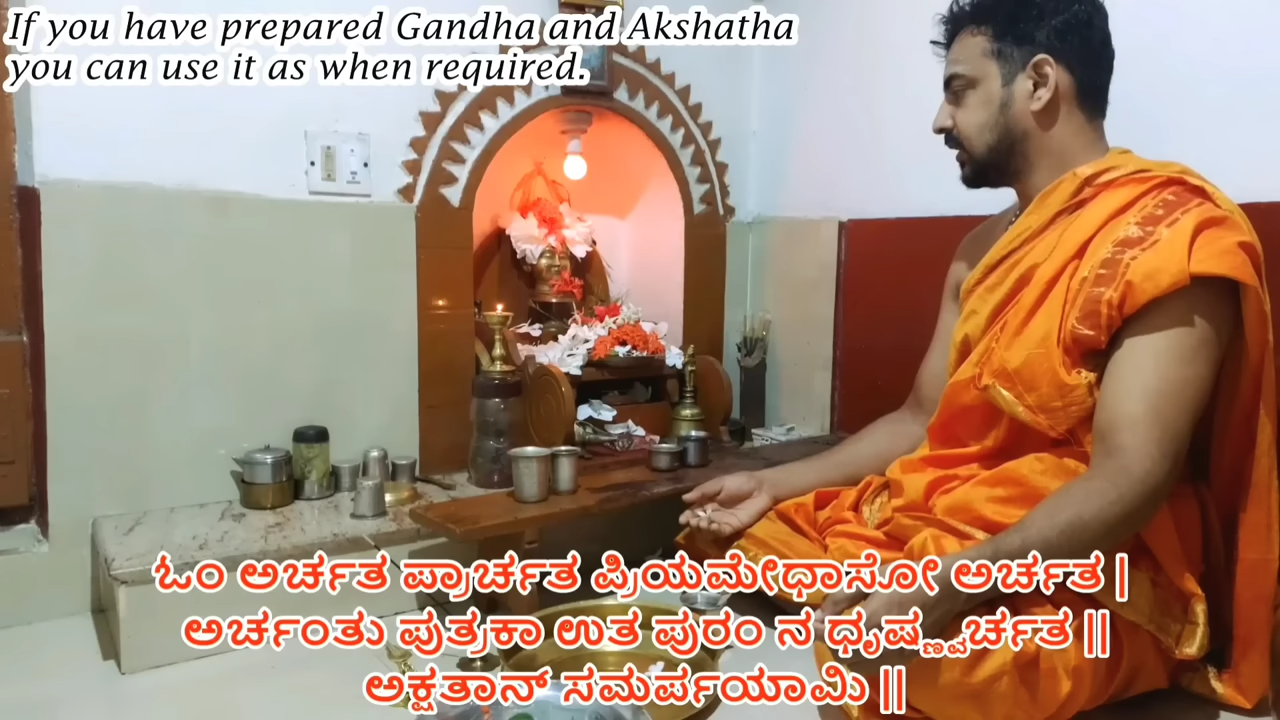 If you have prepared Gandha and Akshatha
you can use it as when required.
ಓಂ ಅರ್ಚತ ಪ್ರಾರ್ಚತ ಪ್ರಿಯಮೇಧಾಸೋ ಅರ್ಚತ |
ಅರ್ಚಂತು ಪುತ್ರಕಾ ಉತ ಪುರಂ ನ ಧೃಷ್ಣ್ವರ್ಚತ ||
ಅಕ್ಷತಾನ್ ಸಮರ್ಪಯಾಮಿ ||